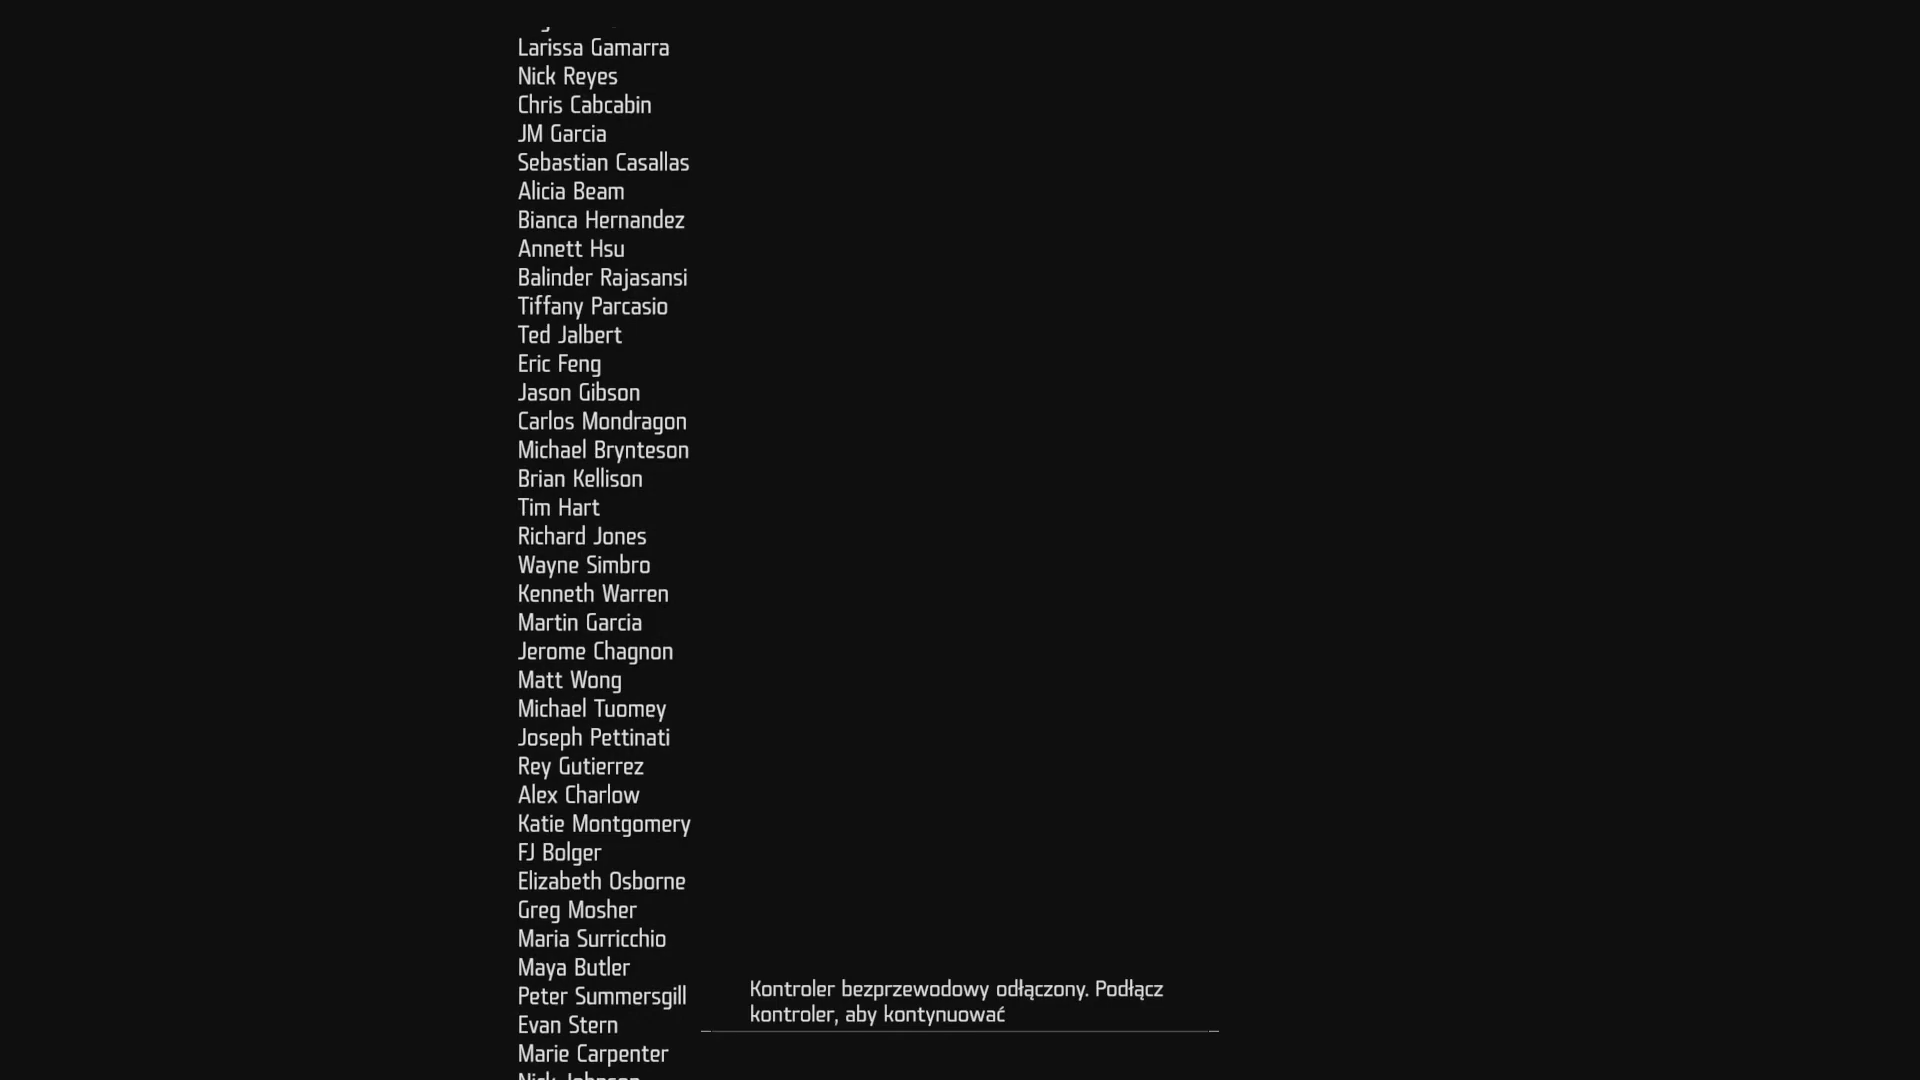 Larissa Gamarra
Nick Reyes
Chris Cabcabin
JM Garcia
Sebastian Casallas
Alicia Beam
Bianca Hernandez
Annett Hsu
Balinder Rajasansi
Tiffany Parcasio
Ted Jalbert
Eric Feng
Jason Gibson
Carlos Mondragon
Michael Brynteson
Brian Kellison
Tim Hart
Richard Jones
Wayne Simbro
Kenneth Warren
Martin Garcia
Jerome Chagnon
Matt Wong
Michael Tuomey
Joseph Pettinati
Rey Gutierrez
Alex Charlow
Katie Montgomery
FJ Bolger
Elizabeth Osborne
Greg Mosher
Maria Surricchio
Maya Butler
Peter Summersgill
Evan Stern
Marie Carpenter
Kontroler bezprzewodowy odłączony. Podłącz
kontroler, aby kontynuować